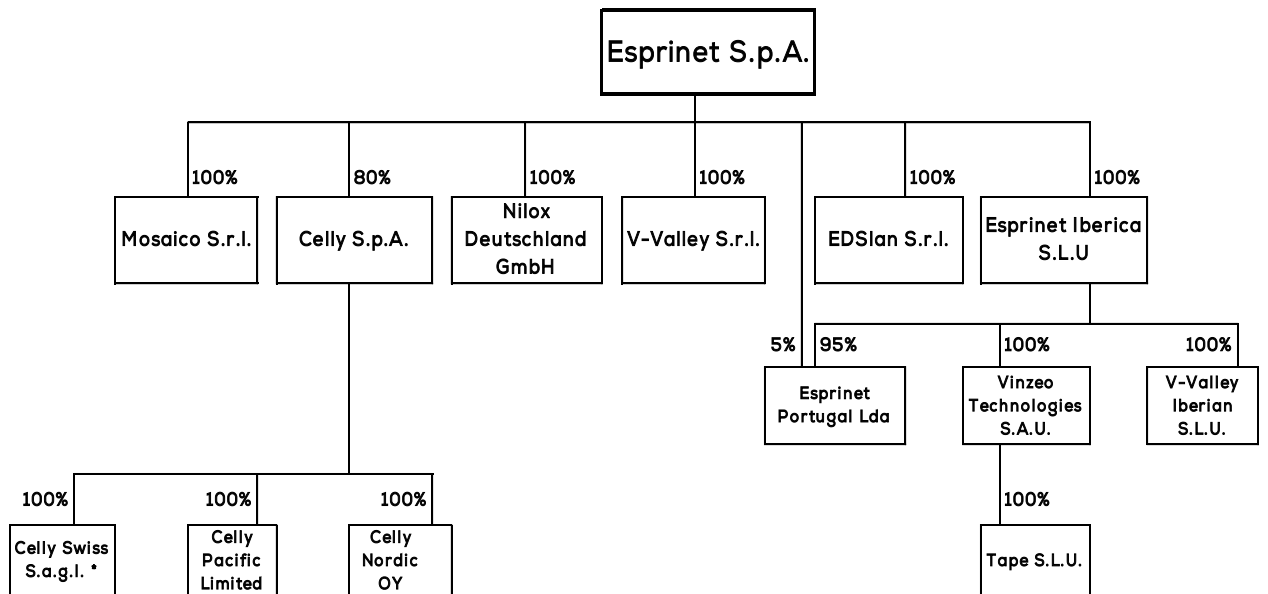 Esprinet S.p.A.
100%
80%
100%
100%
100%
100%
Mosaico S.r.l.
Celly S.p.A.
Nilox
Deutschland
GmbH
V-Valley S.r.l.
EDSlan S.r.l.
Esprinet Iberica
S.L.U
5%
95%
100%
100%
Esprinet
Portugal Lda
Vinzeo
Technologies
S.A.U.
V-Valley
Iberian
S.L.U.
100%
100%
100%
100%
Celly Swiss
S.a.g.l. *
Celly
Pacific
Limited
Celly
Nordic
OY
Tape S.L.U.